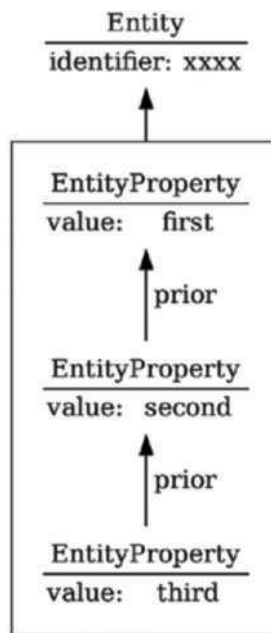 Entity
identifier: xxxx
EntityProperty
value: first
prior
EntityProperty
value: second
prior
EntityProperty
value: third